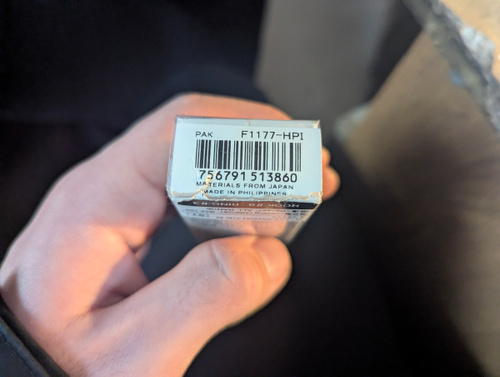 PAK F1177-HPI
756791 513860
MATERIALS FROM JAPAN
MADE IN PHILIPPINES